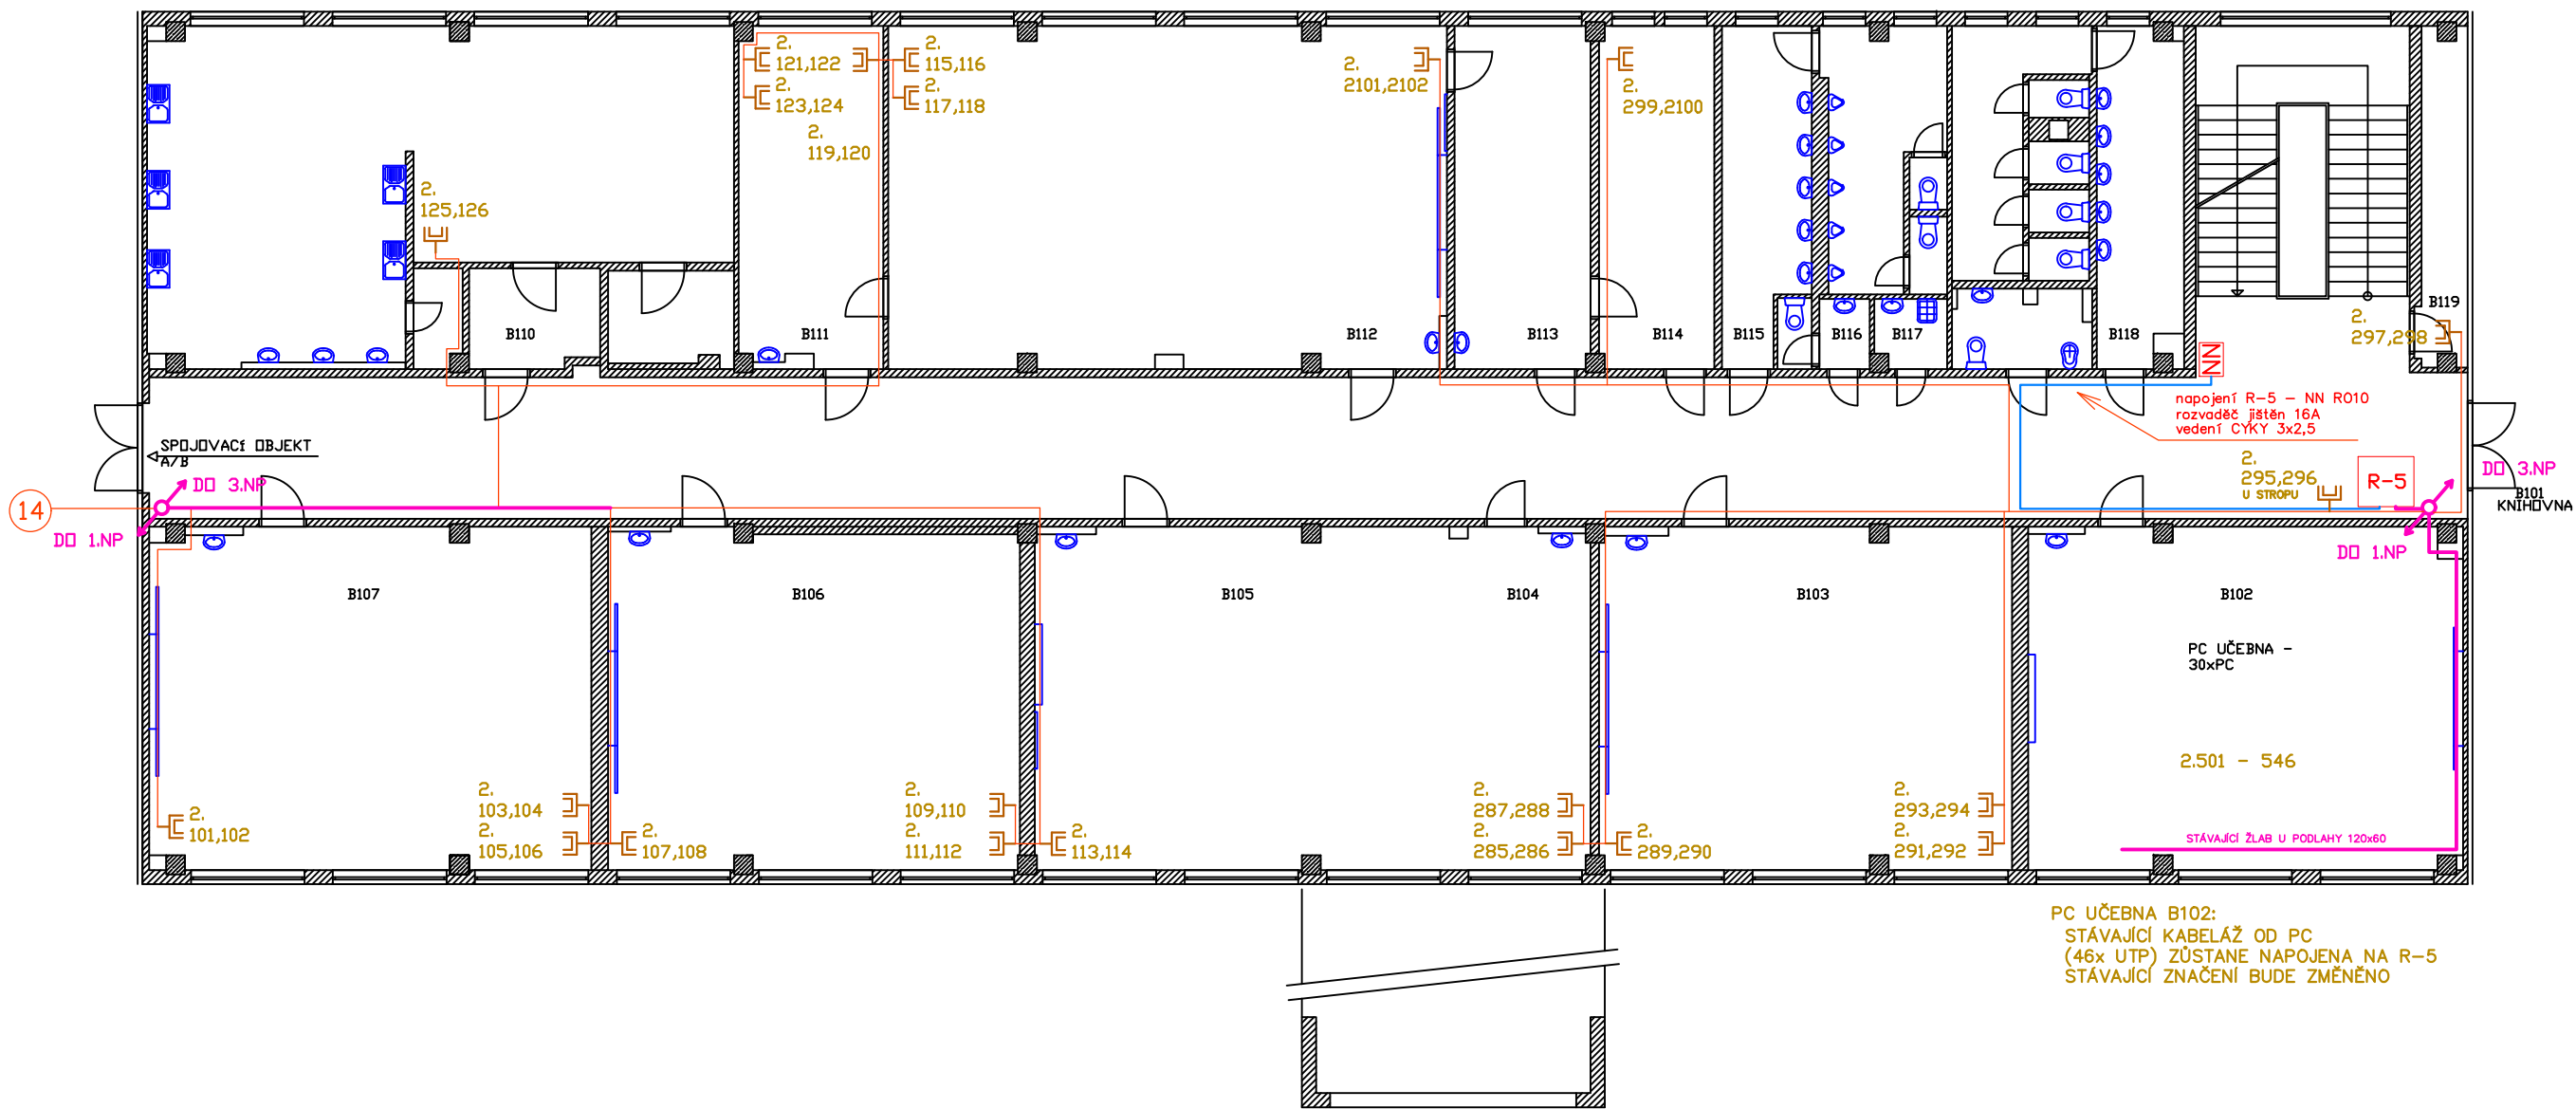 2.
121,122
2.
123,124
2.
119,120
2.
115,116
2.
117,118
2.
2101,2102
2.
299,2100
2.
125,126
B110
B111
B112
B113
B114
B115
B116
B117
B118
B119
2.
297,298
NN
napojení R-5 - NN RO10
rozvaděč jištěn 16A
vedení CYKY 3x2,5
SPOJOVACÍ OBJEKT
A/B
DO 3.NP
14
DO 1.NP
2.
295,296
U STROPU
R-5
DO 3.NP
B101
KNIHOVNA
DO 1.NP
B107
B106
B105
B104
B103
B102
PC UČEBNA -
30xPC
2.501 - 546
2.
101,102
2.
103,104
2.
105,106
2.
107,108
2.
109,110
2.
111,112
2.
113,114
2.
287,288
2.
285,286
2.
289,290
2.
293,294
2.
291,292
STÁVAJÍCÍ ŽLAB U PODLAHY 120x60
PC UČEBNA B102:
STÁVAJÍCÍ KABELÁŽ OD PC
(46x UTP) ZŮSTANE NAPOJENA NA R-5
STÁVAJÍCÍ ZNAČENÍ BUDE ZMĚNĚNO